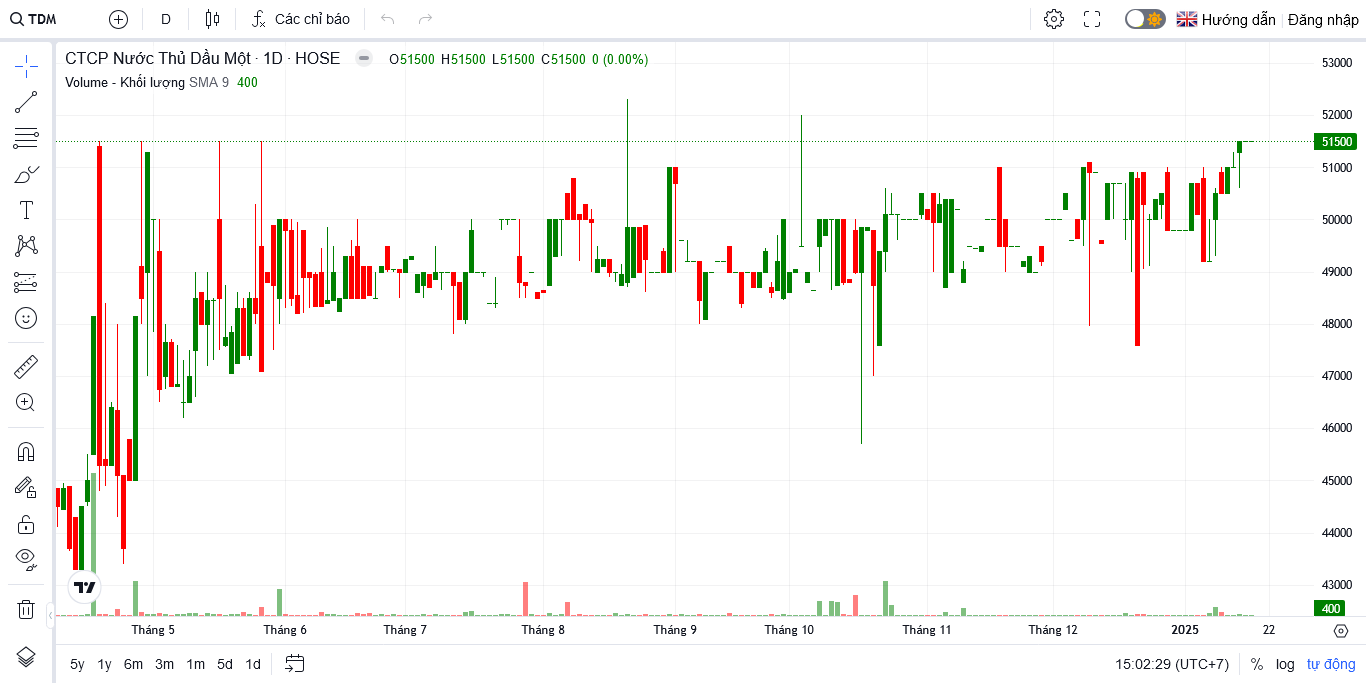 TDM D Các chỉ báo Hướng dẫn Đăng nhập
CTCP Nước Thủ Dầu Một · 1D · HOSE O51500 H51500 L51500 C51500 0 (0.00%)
Volume - Khối lượng SMA 9 400
53000
52000
51500
51000
50000
49000
48000
47000
46000
45000
44000
43000
400
Tháng 5 Tháng 6 Tháng 7 Tháng 8 Tháng 9 Tháng 10 Tháng 11 Tháng 12 2025 22
5y 1y 6m 3m 1m 5d 1d 15:02:29 (UTC+7) % log tự động